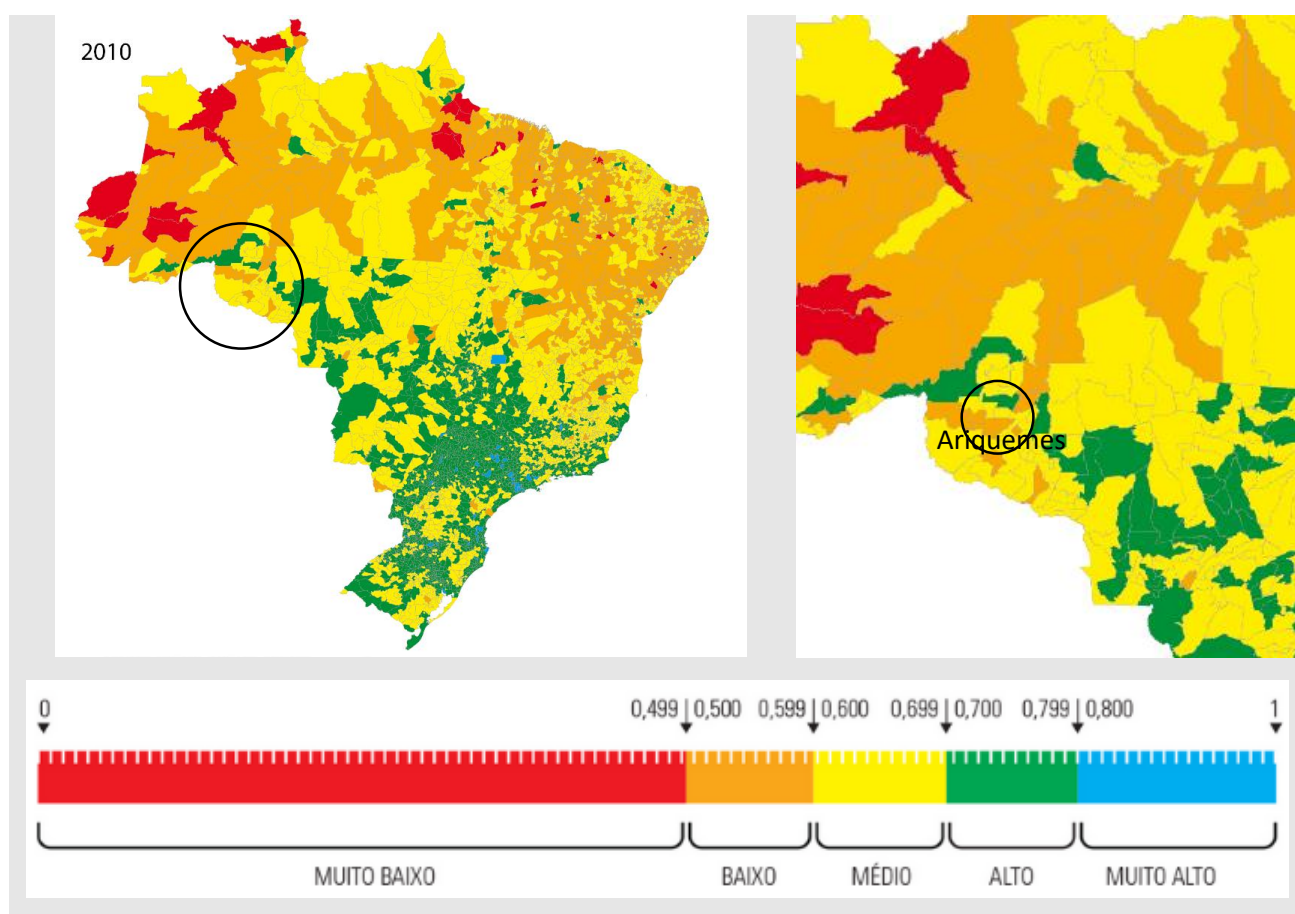 2010
Ariquemes
0 0,499 0,500 0,599 0,600 0,699 0,700 0,799 0,800 1
MUITO BAIXO BAIXO MÉDIO ALTO MUITO ALTO